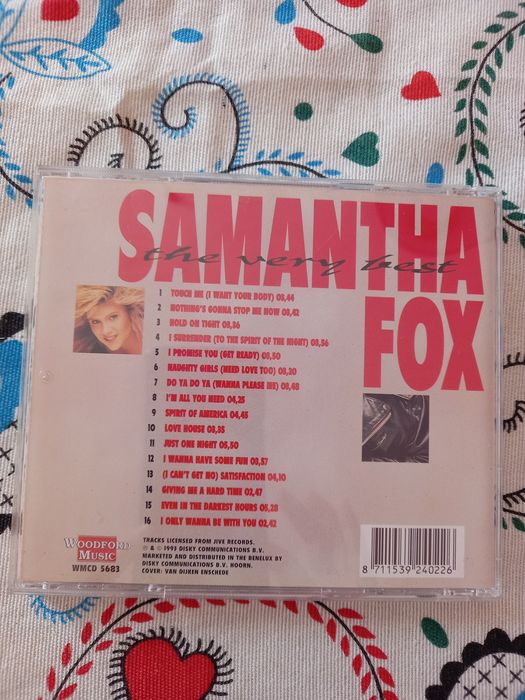 SAMANTHA
the very best
FOX
1 TOUCH ME (I WANT YOUR BODY) 03,44
2 NOTHING'S GONNA STOP ME NOW 03,42
3 HOLD ON TIGHT 03,36
4 I SURRENDER (TO THE SPIRIT OF THE NIGHT) 03,56
5 I PROMISE YOU (GET READY) 03,50
6 NAUGHTY GIRLS (NEED LOVE TOO) 03,20
7 DO YA DO YA (WANNA PLEASE ME) 03,48
8 I'M ALL YOU NEED 04,25
9 SPIRIT OF AMERICA 04,45
10 LOVE HOUSE 03,35
11 JUST ONE NIGHT 05,50
12 I WANNA HAVE SOME FUN 03,57
13 (I CAN'T GET NO) SATISFACTION 04,10
14 GIVING ME A HARD TIME 02,47
15 EVEN IN THE DARKEST HOURS 05,28
16 I ONLY WANNA BE WITH YOU 02,42
WOODFORD
MUSIC
WMCD 5683
TRACKS LICENSED FROM JIVE RECORDS.
℗ & © 1993 DISKY COMMUNICATIONS B.V.
MARKETED AND DISTRIBUTED IN THE BENELUX BY
DISKY COMMUNICATIONS B.V. HOORN.
COVER: VAN DIJKEN ENSCHEDE
8 711539 240226